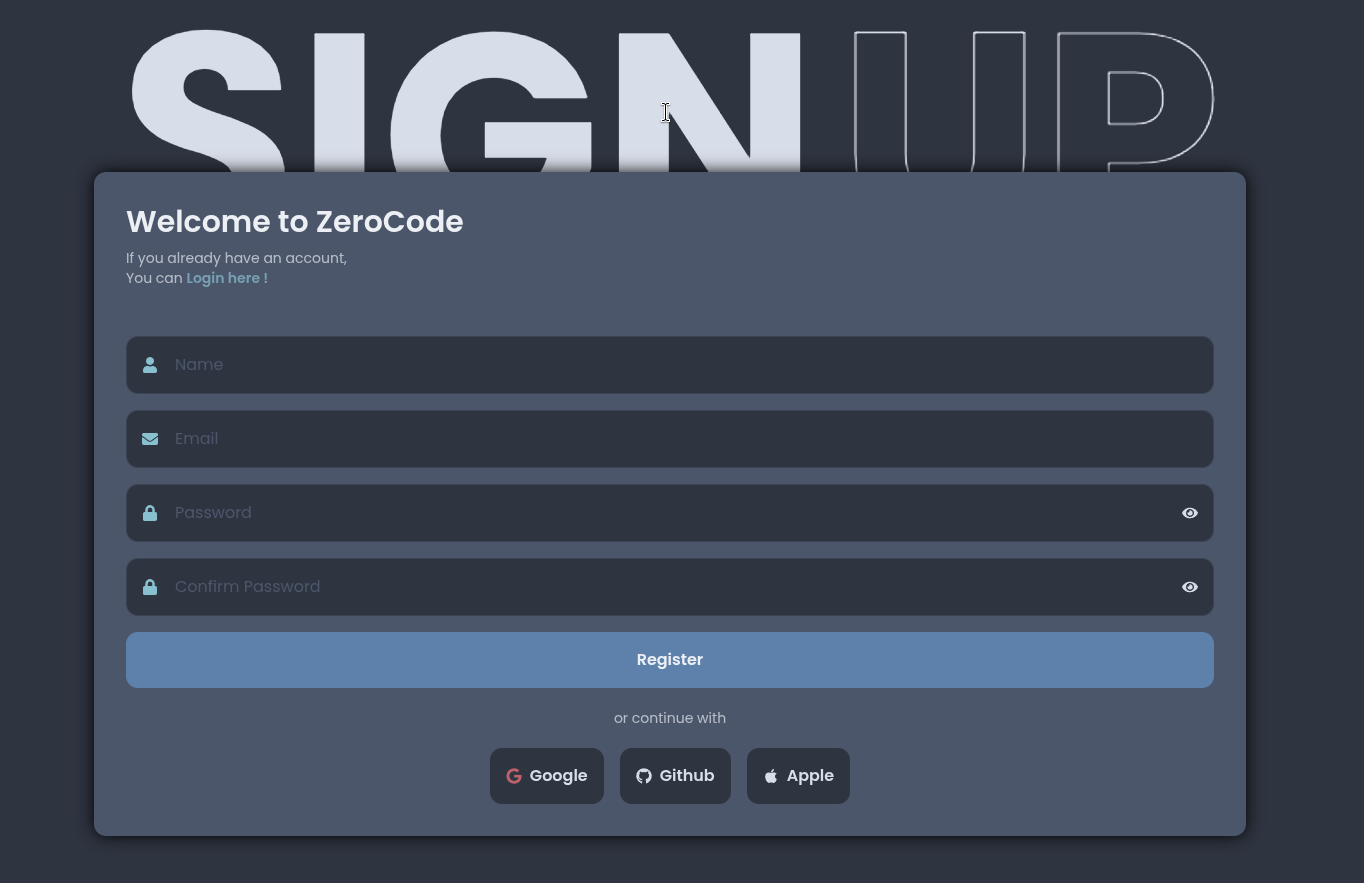 SIGN UP
Welcome to ZeroCode
If you already have an account,
You can Login here !
Name
Email
Password
Confirm Password
Register
or continue with
Google
Github
Apple